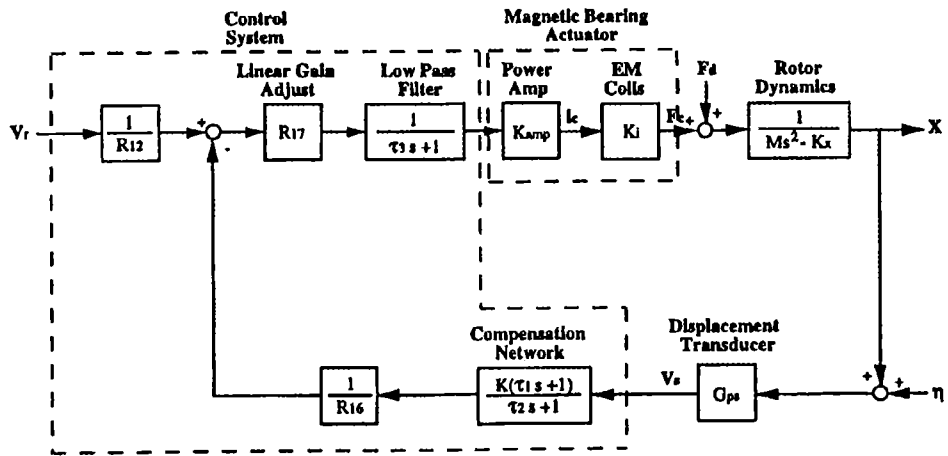 Control
System
Magnetic Bearing
Actuator
Linear Gain
Adjust
Low Pass
Filter
Power
Amp
EM
Coils
Fd
Rotor
Dynamics
Vr
1
R12
+
-
R17
1
τ3 s +1
Kamp
Ic
Ki
Fc
+
+
1
Ms² - Kx
X
Compensation
Network
Displacement
Transducer
1
R16
K(τ1 s +1)
τ2 s +1
Vs
Gps
+
+
η